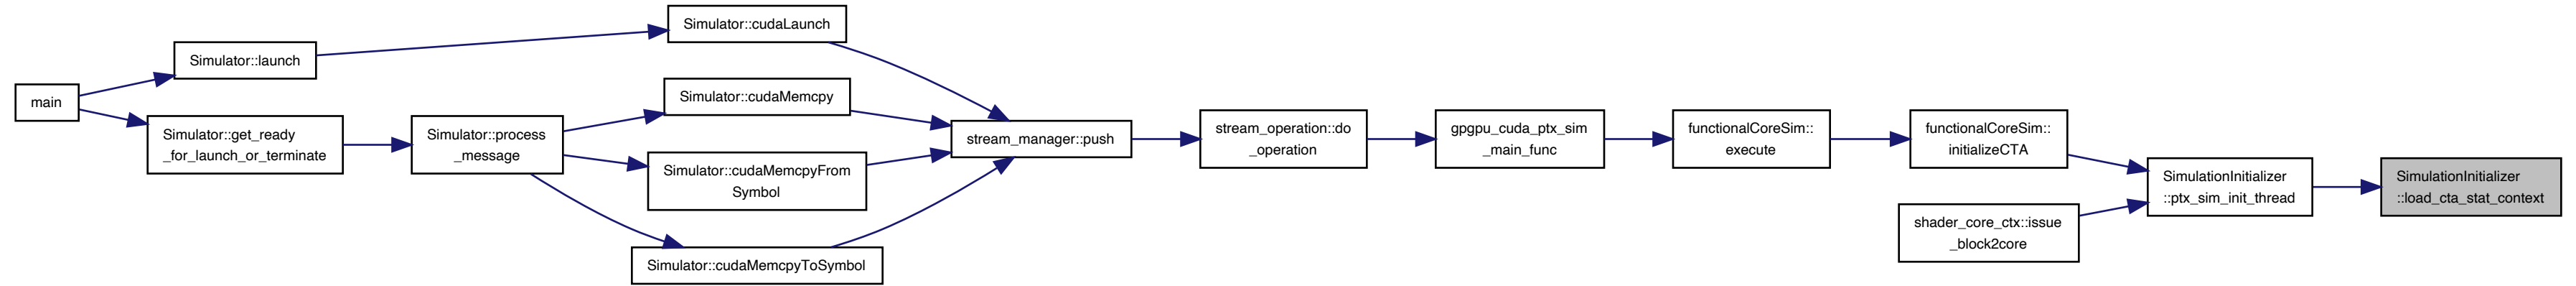 main
Simulator::launch
Simulator::get_ready
_for_launch_or_terminate
Simulator::process
_message
Simulator::cudaLaunch
Simulator::cudaMemcpy
Simulator::cudaMemcpyFrom
Symbol
Simulator::cudaMemcpyToSymbol
stream_manager::push
stream_operation::do
_operation
gpgpu_cuda_ptx_sim
_main_func
functionalCoreSim::
execute
functionalCoreSim::
initializeCTA
shader_core_ctx::issue
_block2core
SimulationInitializer
::ptx_sim_init_thread
SimulationInitializer
::load_cta_stat_context